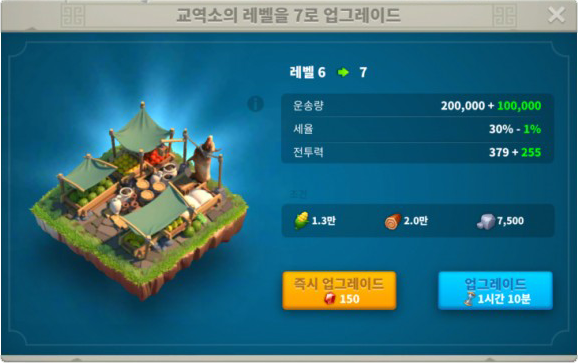 교역소의 레벨을 7로 업그레이드
레벨 6 7
운송량 200,000 + 100,000
세율 30% - 1%
전투력 379 + 255
조건
1.3만 2.0만 7,500
즉시 업그레이드 업그레이드
150 1시간 10분